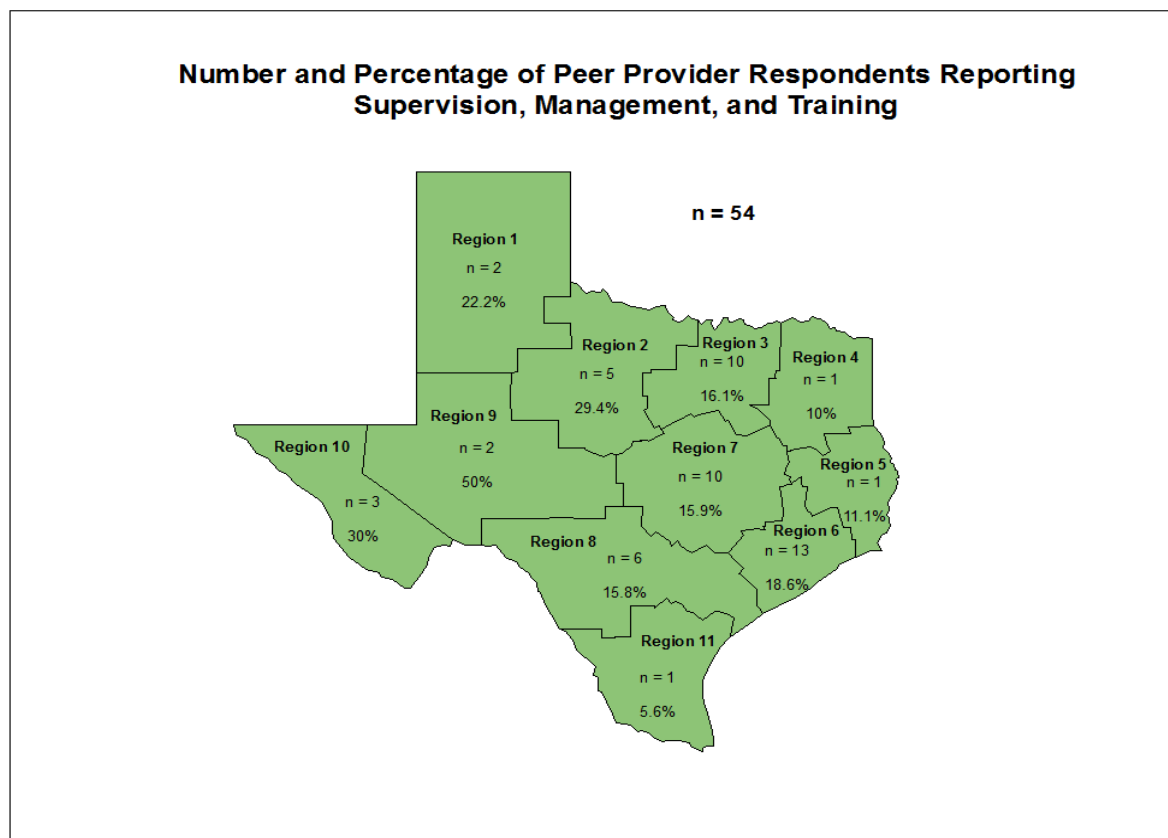 Number and Percentage of Peer Provider Respondents Reporting
Supervision, Management, and Training
n = 54
Region 1
n = 2
22.2%
Region 2
n = 5
29.4%
Region 3
n = 10
16.1%
Region 4
n = 1
10%
Region 9
n = 2
50%
Region 10
n = 3
30%
Region 7
n = 10
15.9%
Region 5
n = 1
11.1%
Region 6
n = 13
18.6%
Region 8
n = 6
15.8%
Region 11
n = 1
5.6%